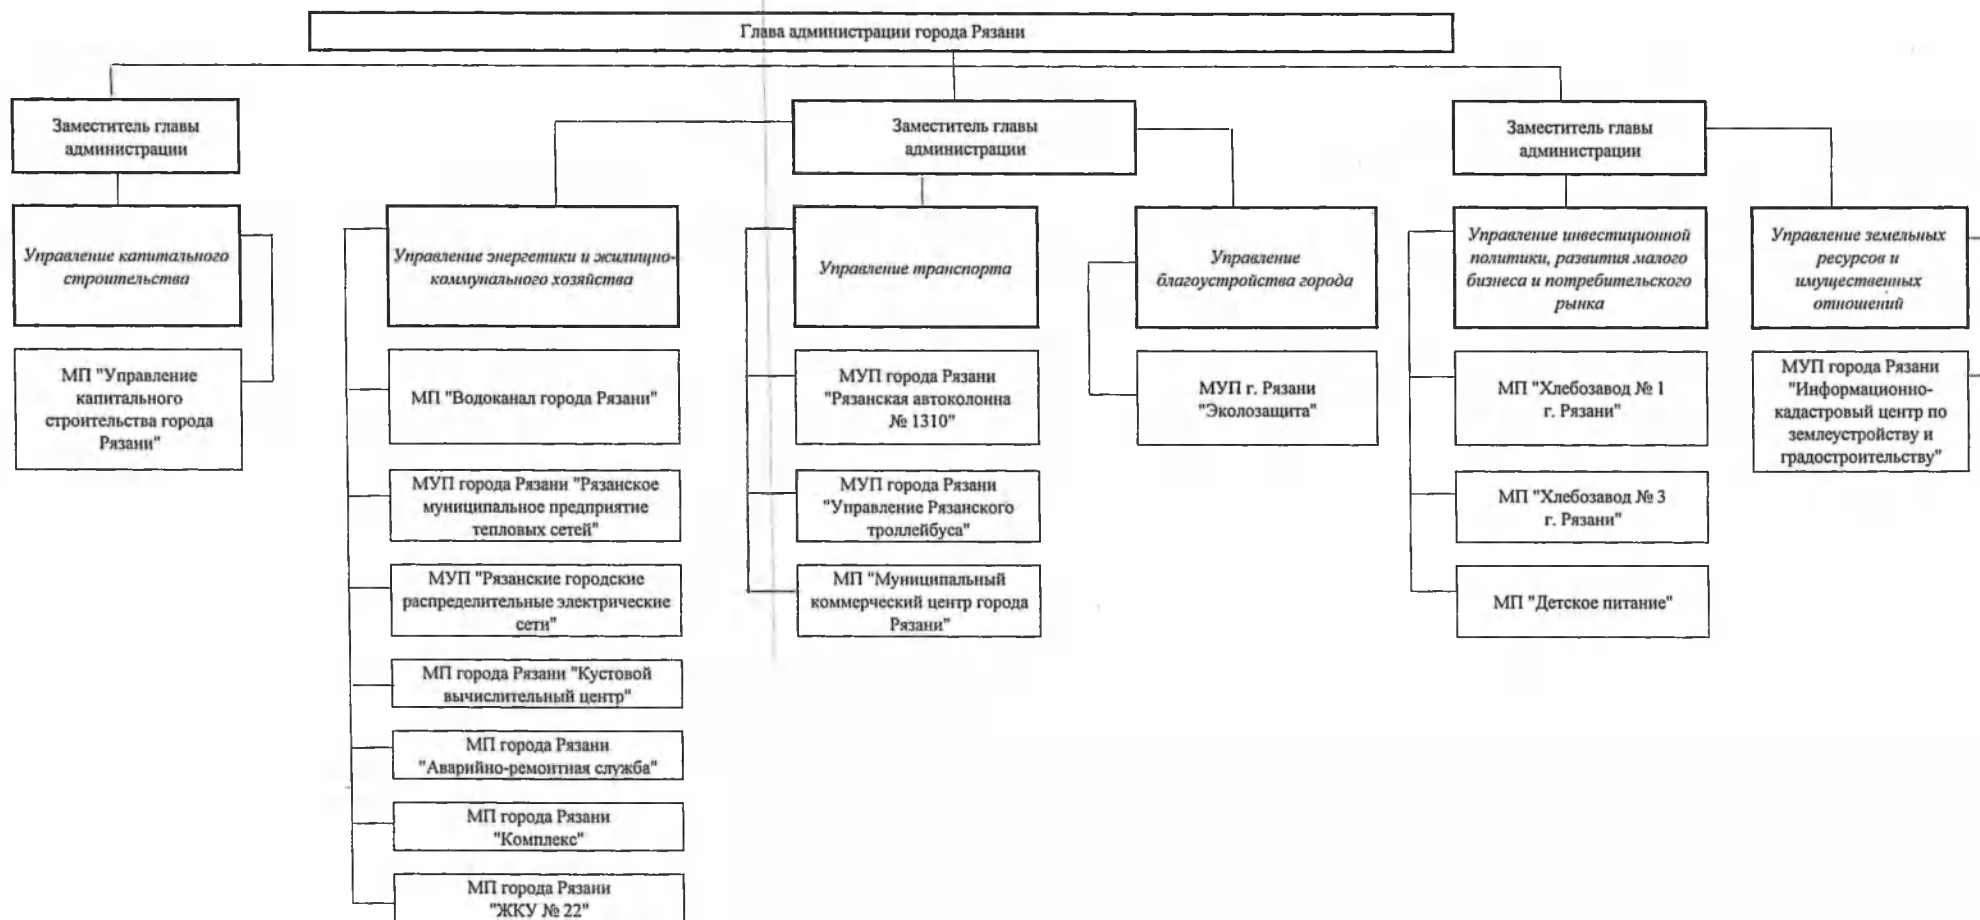 Глава администрации города Рязани
Заместитель главы
администрации
Заместитель главы
администрации
Заместитель главы
администрации
Управление капитального
строительства
Управление энергетики и жилищно-
коммунального хозяйства
Управление транспорта
Управление
благоустройства города
Управление инвестиционной
политики, развития малого
бизнеса и потребительского
рынка
Управление земельных
ресурсов и
имущественных
отношений
МП "Управление
капитального
строительства города
Рязани"
МП "Водоканал города Рязани"
МУП города Рязани "Рязанское
муниципальное предприятие
тепловых сетей"
МУП "Рязанские городские
распределительные электрические
сети"
МП города Рязани "Кустовой
вычислительный центр"
МП города Рязани
"Аварийно-ремонтная служба"
МП города Рязани
"Комплекс"
МП города Рязани
"ЖКУ № 22"
МУП города Рязани
"Рязанская автоколонна
№ 1310"
МУП города Рязани
"Управление Рязанского
троллейбуса"
МП "Муниципальный
коммерческий центр города
Рязани"
МУП г. Рязани
"Эколозащита"
МП "Хлебозавод № 1
г. Рязани"
МП "Хлебозавод № 3
г. Рязани"
МП "Детское питание"
МУП города Рязани
"Информационно-
кадастровый центр по
землеустройству и
градостроительству"